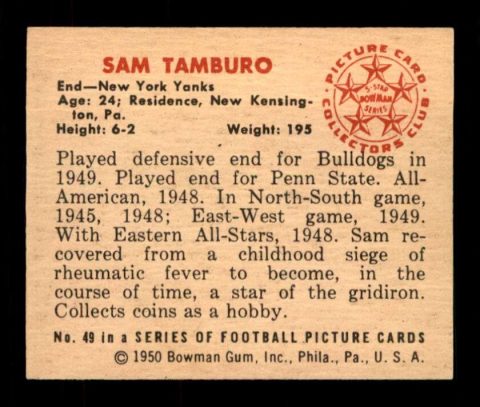 SAM TAMBURO
End—New York Yanks
Age: 24; Residence, New Kensing-
ton, Pa.
Height: 6-2 Weight: 195
PICTURE CARD
5-STAR
BOWMAN
SERIES
COLLECTORS CLUB
Played defensive end for Bulldogs in
1949. Played end for Penn State. All-
American, 1948. In North-South game,
1945, 1948; East-West game, 1949.
With Eastern All-Stars, 1948. Sam re-
covered from a childhood siege of
rheumatic fever to become, in the
course of time, a star of the gridiron.
Collects coins as a hobby.
No. 49 in a SERIES OF FOOTBALL PICTURE CARDS
© 1950 Bowman Gum, Inc., Phila., Pa., U. S. A.